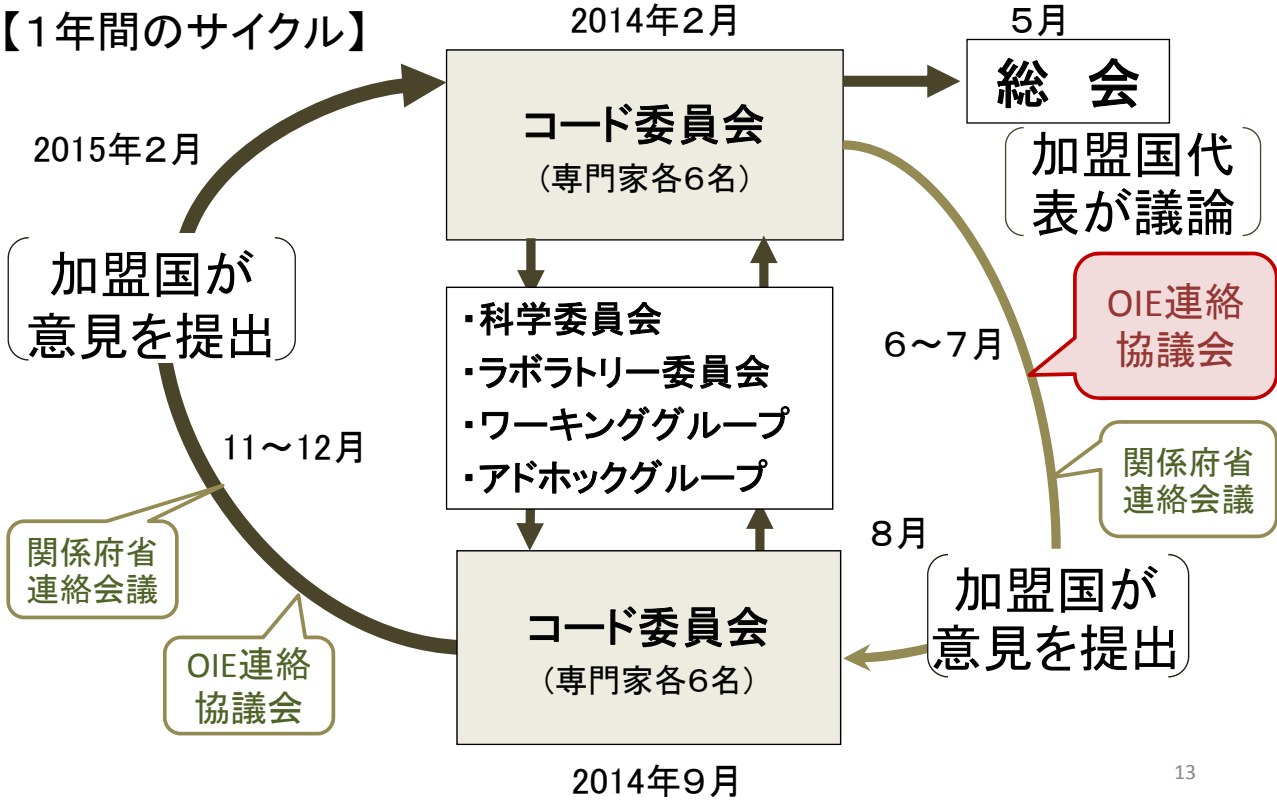 【１年間のサイクル】
2014年２月
５月
コード委員会
（専門家各６名）
総　会
加盟国代
表が議論
2015年２月
加盟国が
意見を提出
・科学委員会
・ラボラトリー委員会
・ワーキンググループ
・アドホックグループ
６～７月
OIE連絡
協議会
関係府省
連絡会議
11～12月
関係府省
連絡会議
OIE連絡
協議会
８月
加盟国が
意見を提出
コード委員会
（専門家各６名）
2014年９月
13